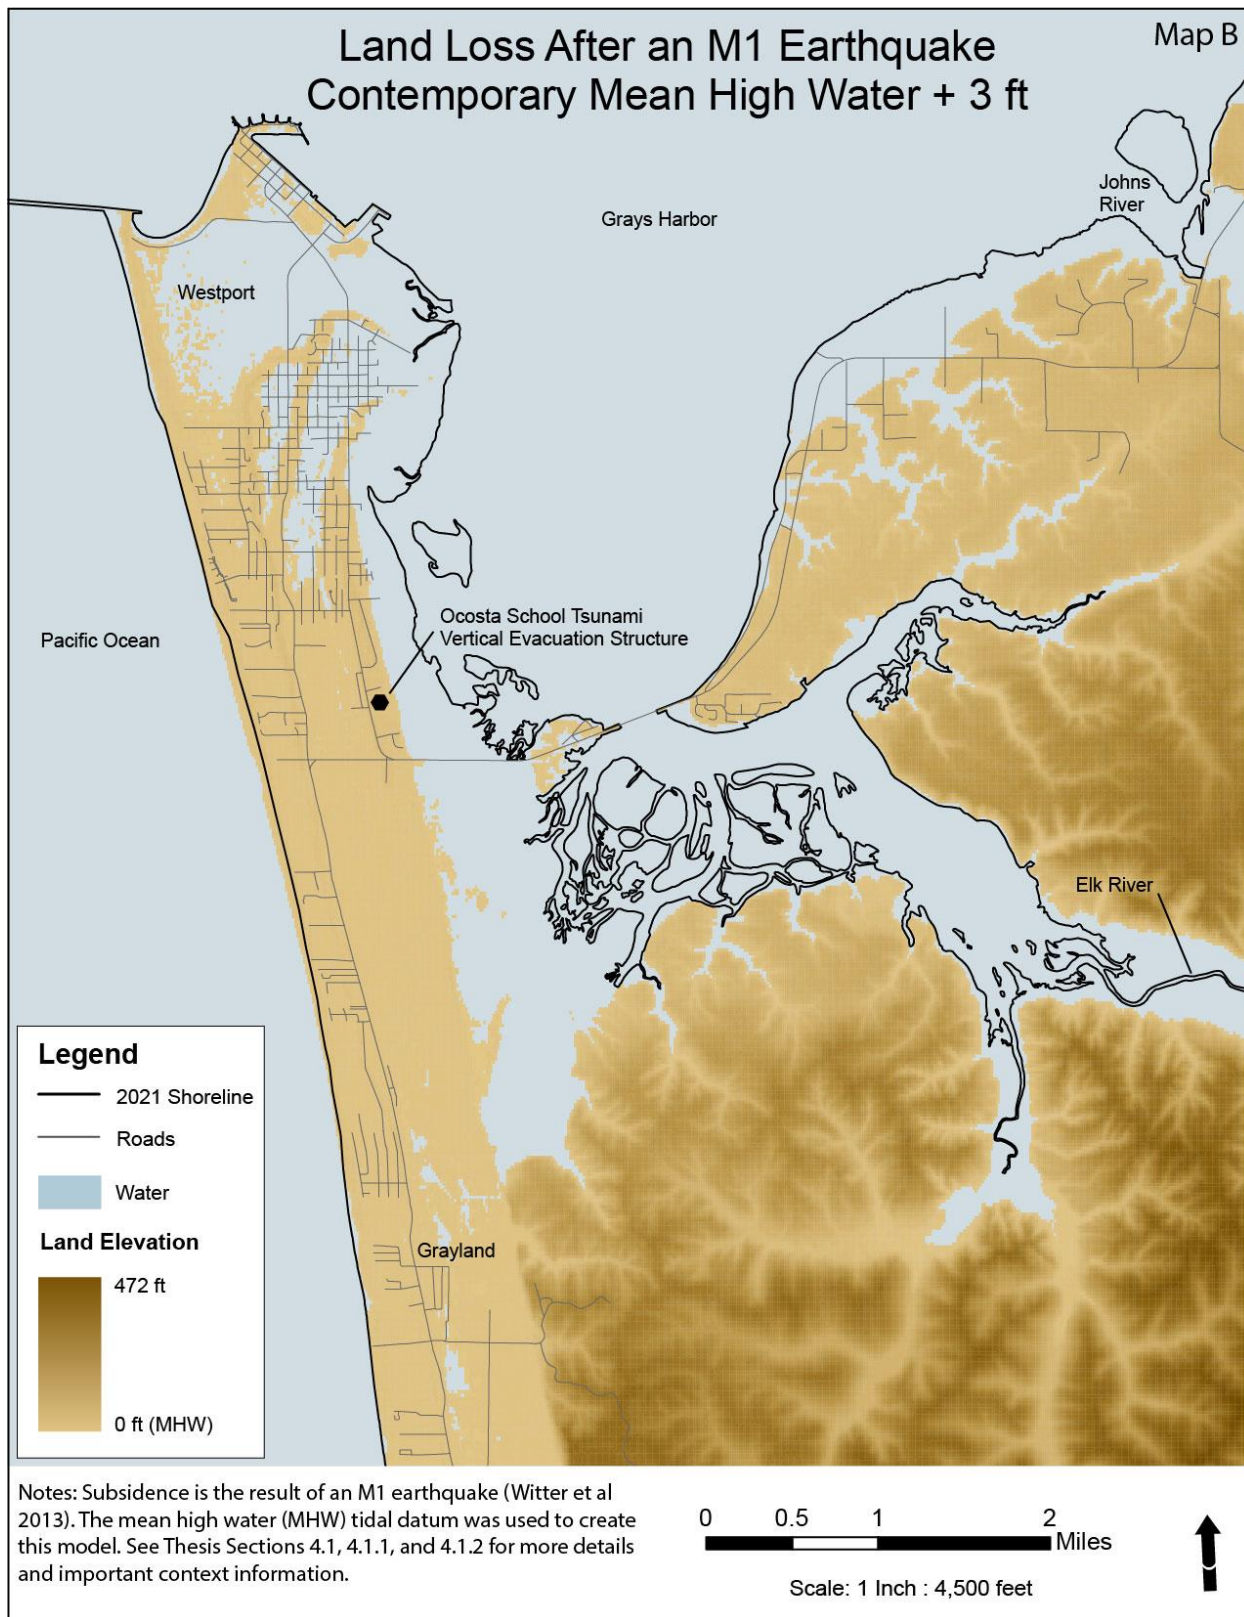 Map B
Land Loss After an M1 Earthquake
Contemporary Mean High Water + 3 ft
Johns
River
Grays Harbor
Westport
Ocosta School Tsunami
Vertical Evacuation Structure
Pacific Ocean
Elk River
Grayland
Legend
2021 Shoreline
Roads
Water
Land Elevation
472 ft
0 ft (MHW)
Notes: Subsidence is the result of an M1 earthquake (Witter et al
2013). The mean high water (MHW) tidal datum was used to create
this model. See Thesis Sections 4.1, 4.1.1, and 4.1.2 for more details
and important context information.
0 0.5 1 2
Miles
Scale: 1 Inch : 4,500 feet